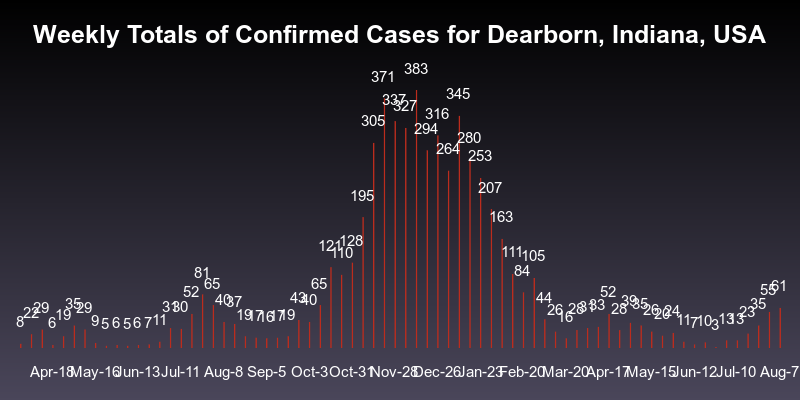 Weekly Totals of Confirmed Cases for Dearborn, Indiana, USA
8 22 29 6 19 35 29 9 5 6 5 6 7 11 31 30 52 81 65 40 37 19 17 16 17 19 43 40 65 121 110 128 195 305 371 337 327 383 294 316 264 345 280 253 207 163 111 84 105 44 26 16 28 31 33 52 28 39 35 26 20 24 11 7 10 3 13 13 23 35 55 61
Apr-18 May-16 Jun-13 Jul-11 Aug-8 Sep-5 Oct-3 Oct-31 Nov-28 Dec-26 Jan-23 Feb-20 Mar-20 Apr-17 May-15 Jun-12 Jul-10 Aug-7